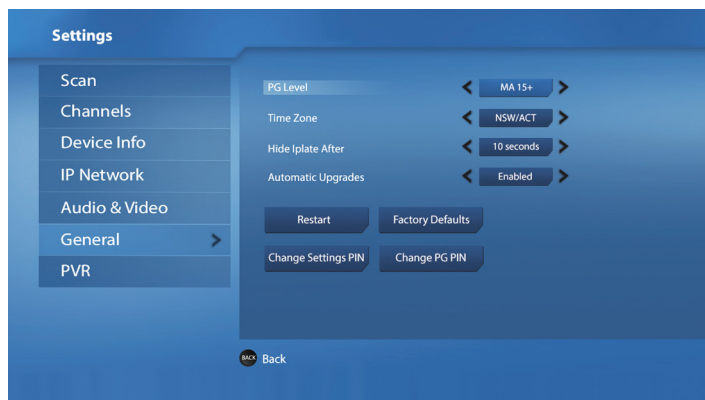 Settings
Scan
Channels
Device Info
IP Network
Audio & Video
General
PVR
PG Level MA 15+
Time Zone NSW/ACT
Hide Iplate After 10 seconds
Automatic Upgrades Enabled
Restart Factory Defaults
Change Settings PIN Change PG PIN
BACK Back